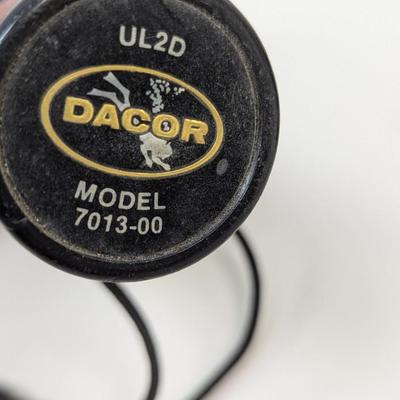 UL2D
DACOR
MODEL
7013-00